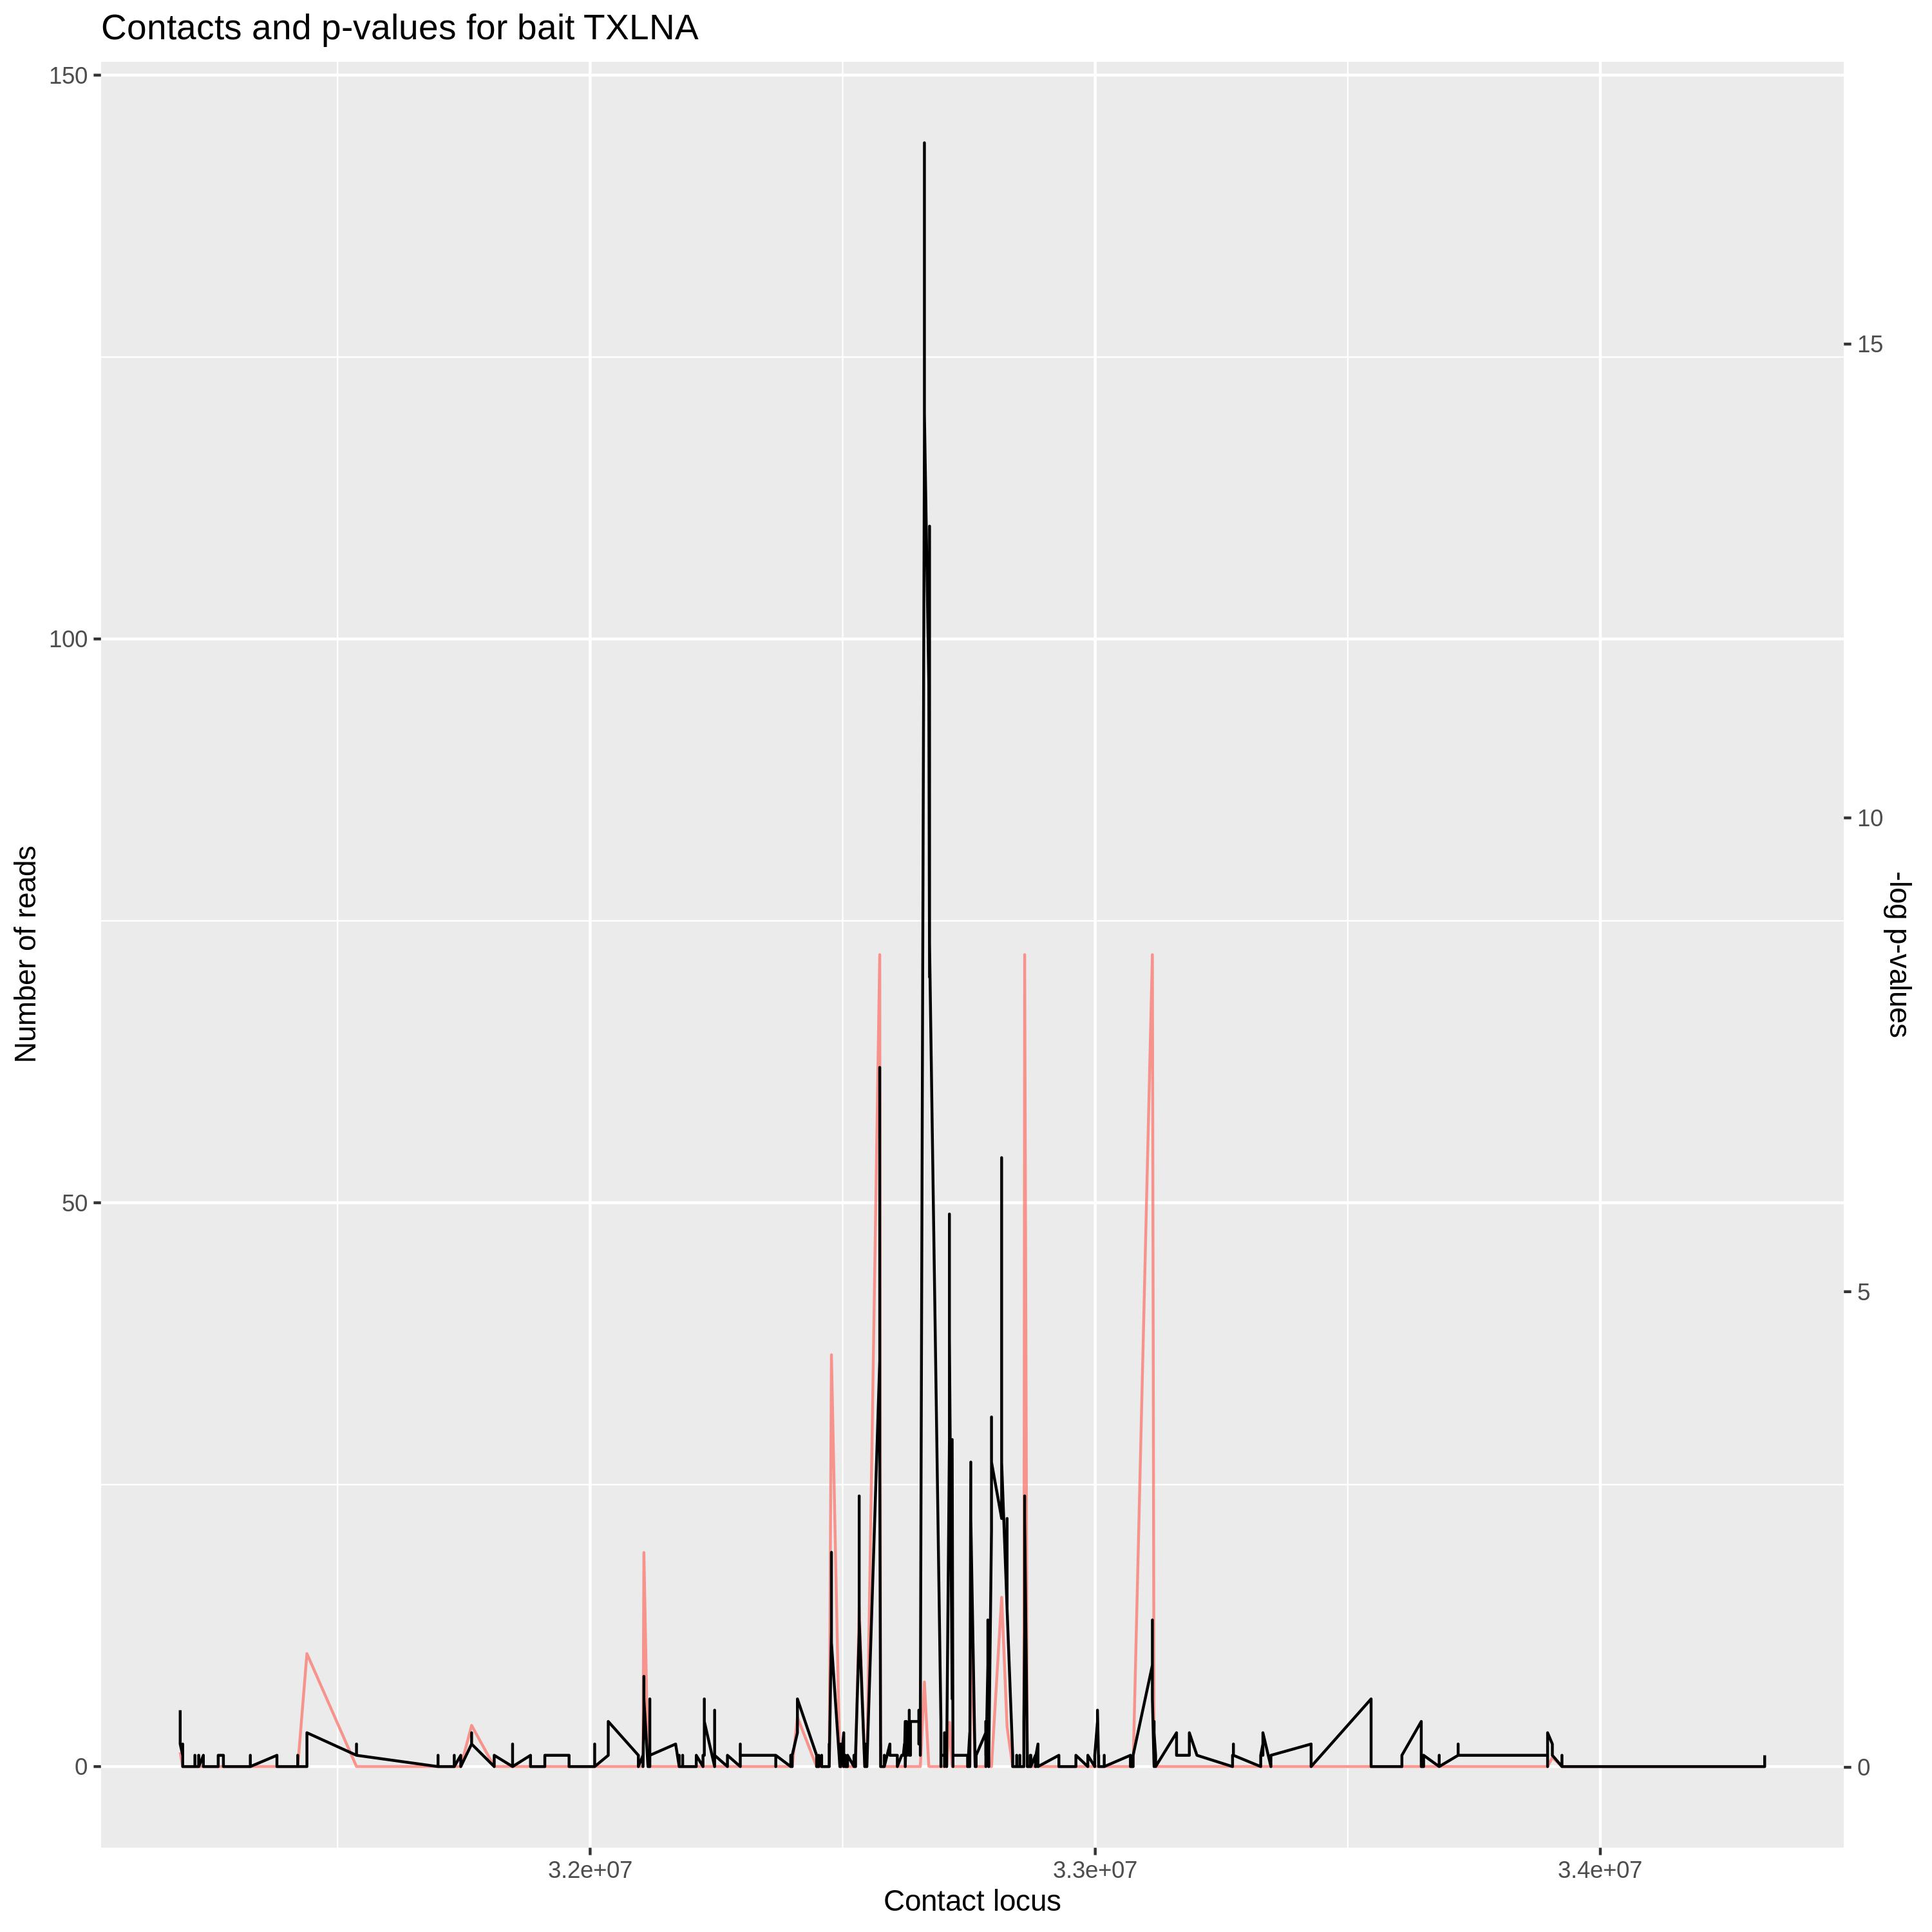 Contacts and p-values for bait TXLNA
150
100
50
0
Number of reads
15
10
5
0
-log p-values
3.2e+07
3.3e+07
3.4e+07
Contact locus